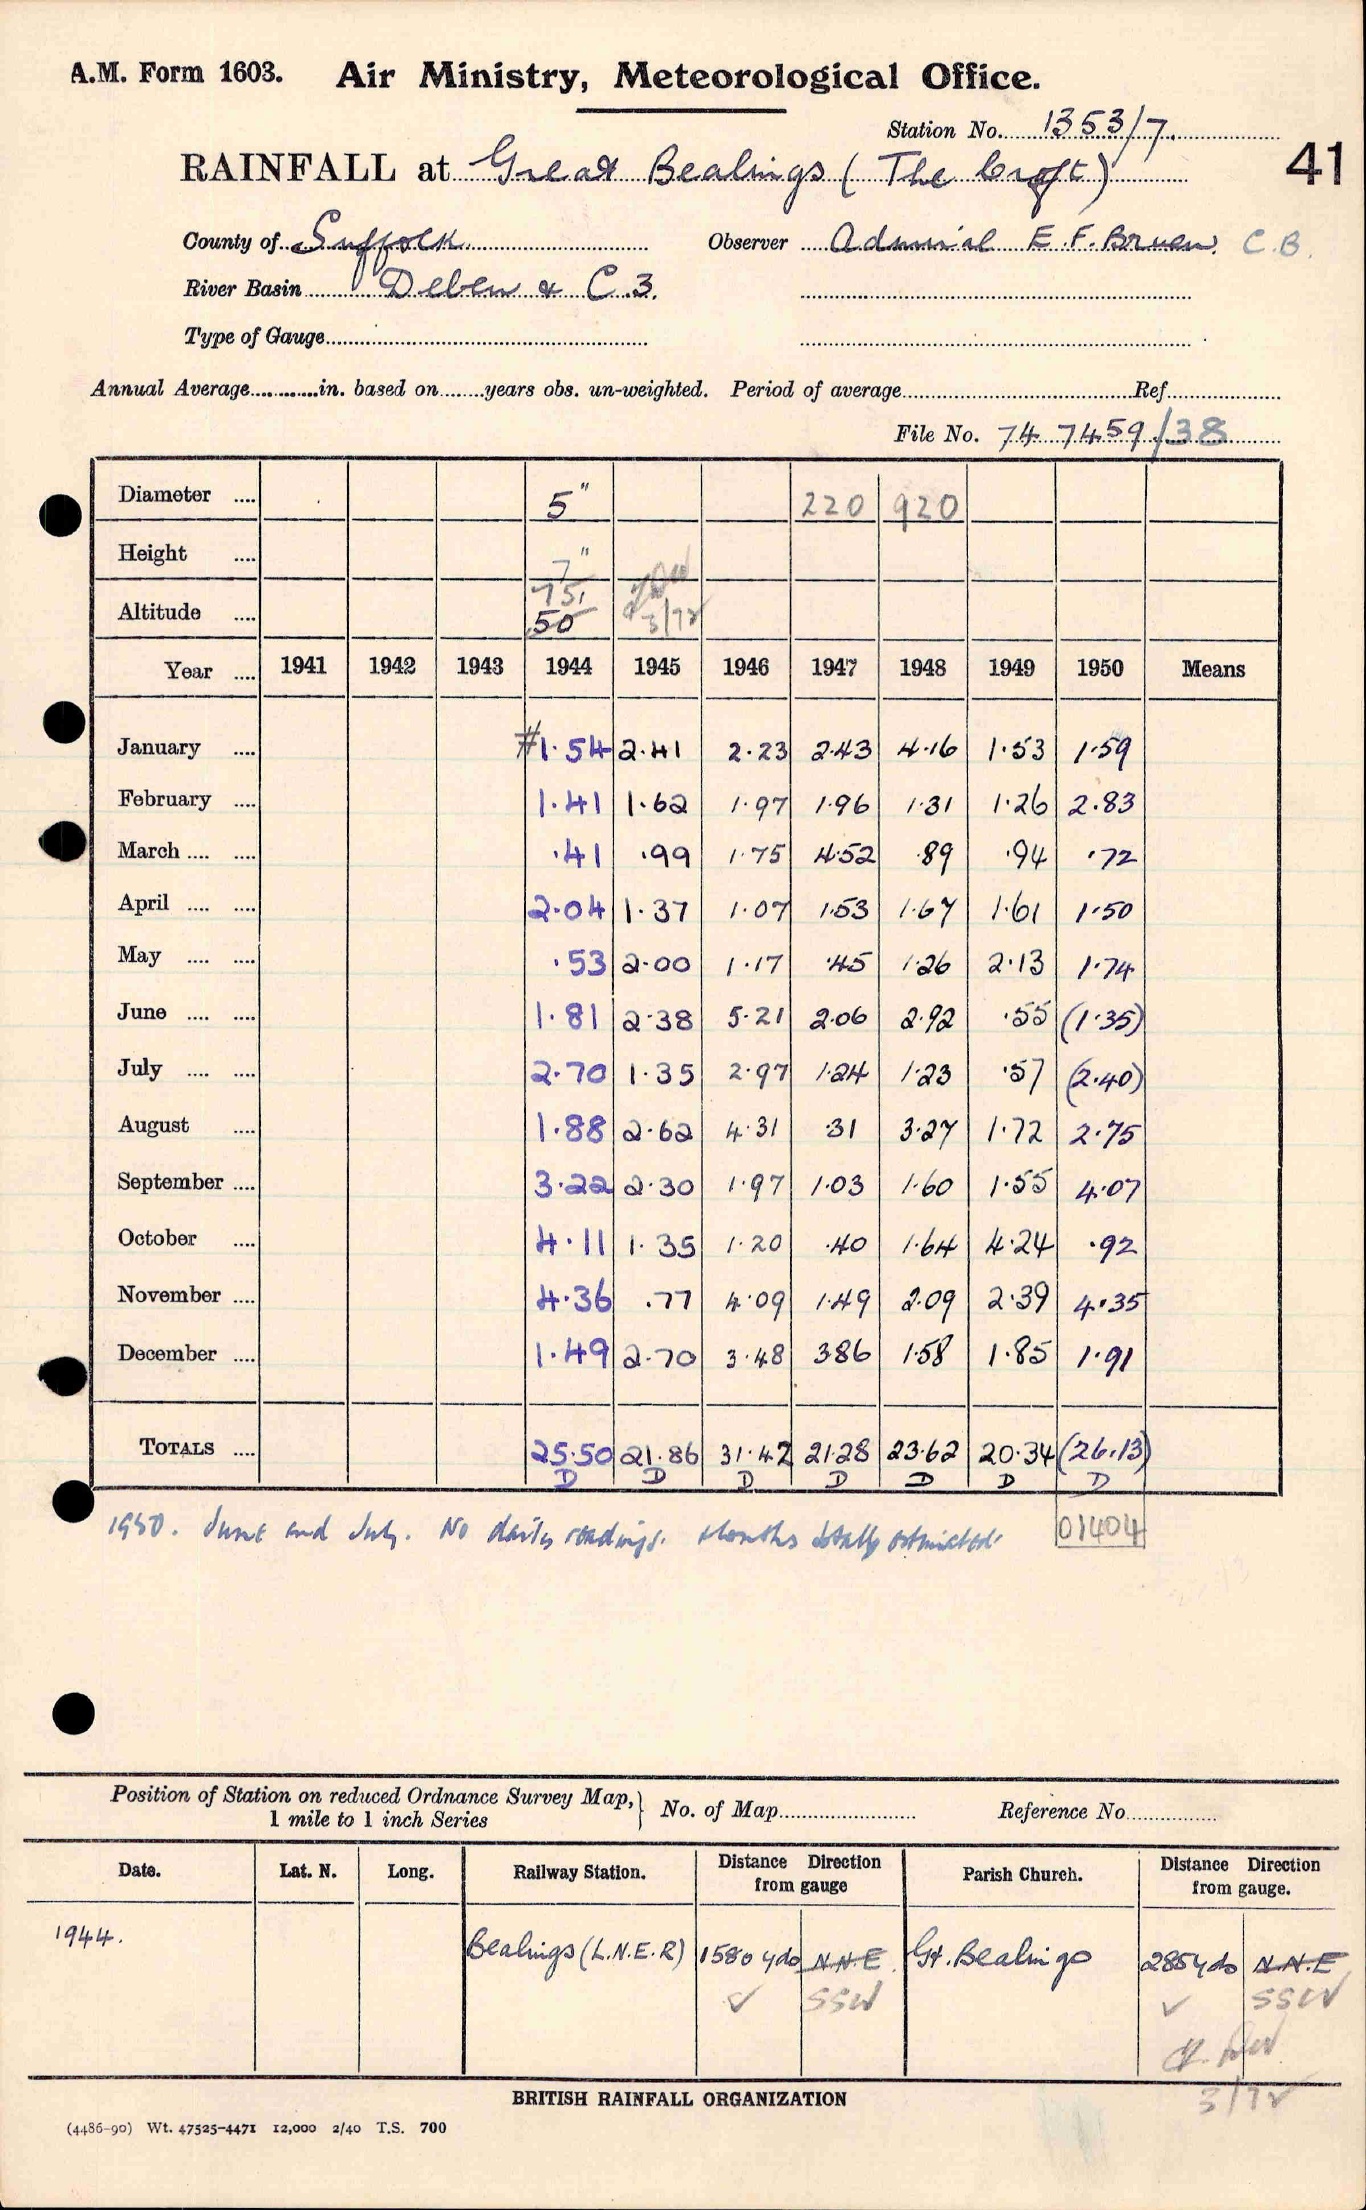 A.M. Form 1603. Air Ministry, Meteorological Office.
Station No. 1353/7.
RAINFALL at Great Bealings (The Croft)
41
County of Suffolk Observer Admiral E. F. Bruen. C.B.
River Basin Deben & C.3.
Type of Gauge
Annual Average in. based on years obs. un-weighted. Period of average Ref
File No. 74 7459/38
Diameter 5" 220 920
Height 7"
75
Altitude 50 3/72
Year 1941 1942 1943 1944 1945 1946 1947 1948 1949 1950 Means
January #1.54 2.41 2.23 2.43 4.16 1.53 1.59
February 1.41 1.62 1.97 1.96 1.31 1.26 2.83
March .41 .99 1.75 4.52 .89 .94 .72
April 2.04 1.37 1.07 1.53 1.67 1.61 1.50
May .53 2.00 1.17 .45 1.26 2.13 1.74
June 1.81 2.38 5.21 2.06 2.92 .55 (1.35)
July 2.70 1.35 2.97 1.24 1.23 .57 (2.40)
August 1.88 2.62 4.31 .31 3.27 1.72 2.75
September 3.22 2.30 1.97 1.03 1.60 1.55 4.07
October 4.11 1.35 1.20 .40 1.64 4.24 .92
November 4.36 .77 4.09 1.49 2.09 2.39 4.35
December 1.49 2.70 3.48 3.86 1.58 1.85 1.91
TOTALS 25.50 21.86 31.42 21.28 23.62 20.34 (26.13)
D D D D D D D
1950. June and July. No daily readings. Months totally estimated. 01404
Position of Station on reduced Ordnance Survey Map, 1 mile to 1 inch Series } No. of Map Reference No.
Date. Lat. N. Long. Railway Station. Distance Direction from gauge Parish Church. Distance Direction from gauge.
1944. Bealings (L.N.E.R) 1580 yds N.N.E. Gt. Bealings 285 yds N.N.E
✓ SSW ✓ SSW
3/72
BRITISH RAINFALL ORGANIZATION
(4486-90) Wt. 47525-4471 12,000 2/40 T.S. 700